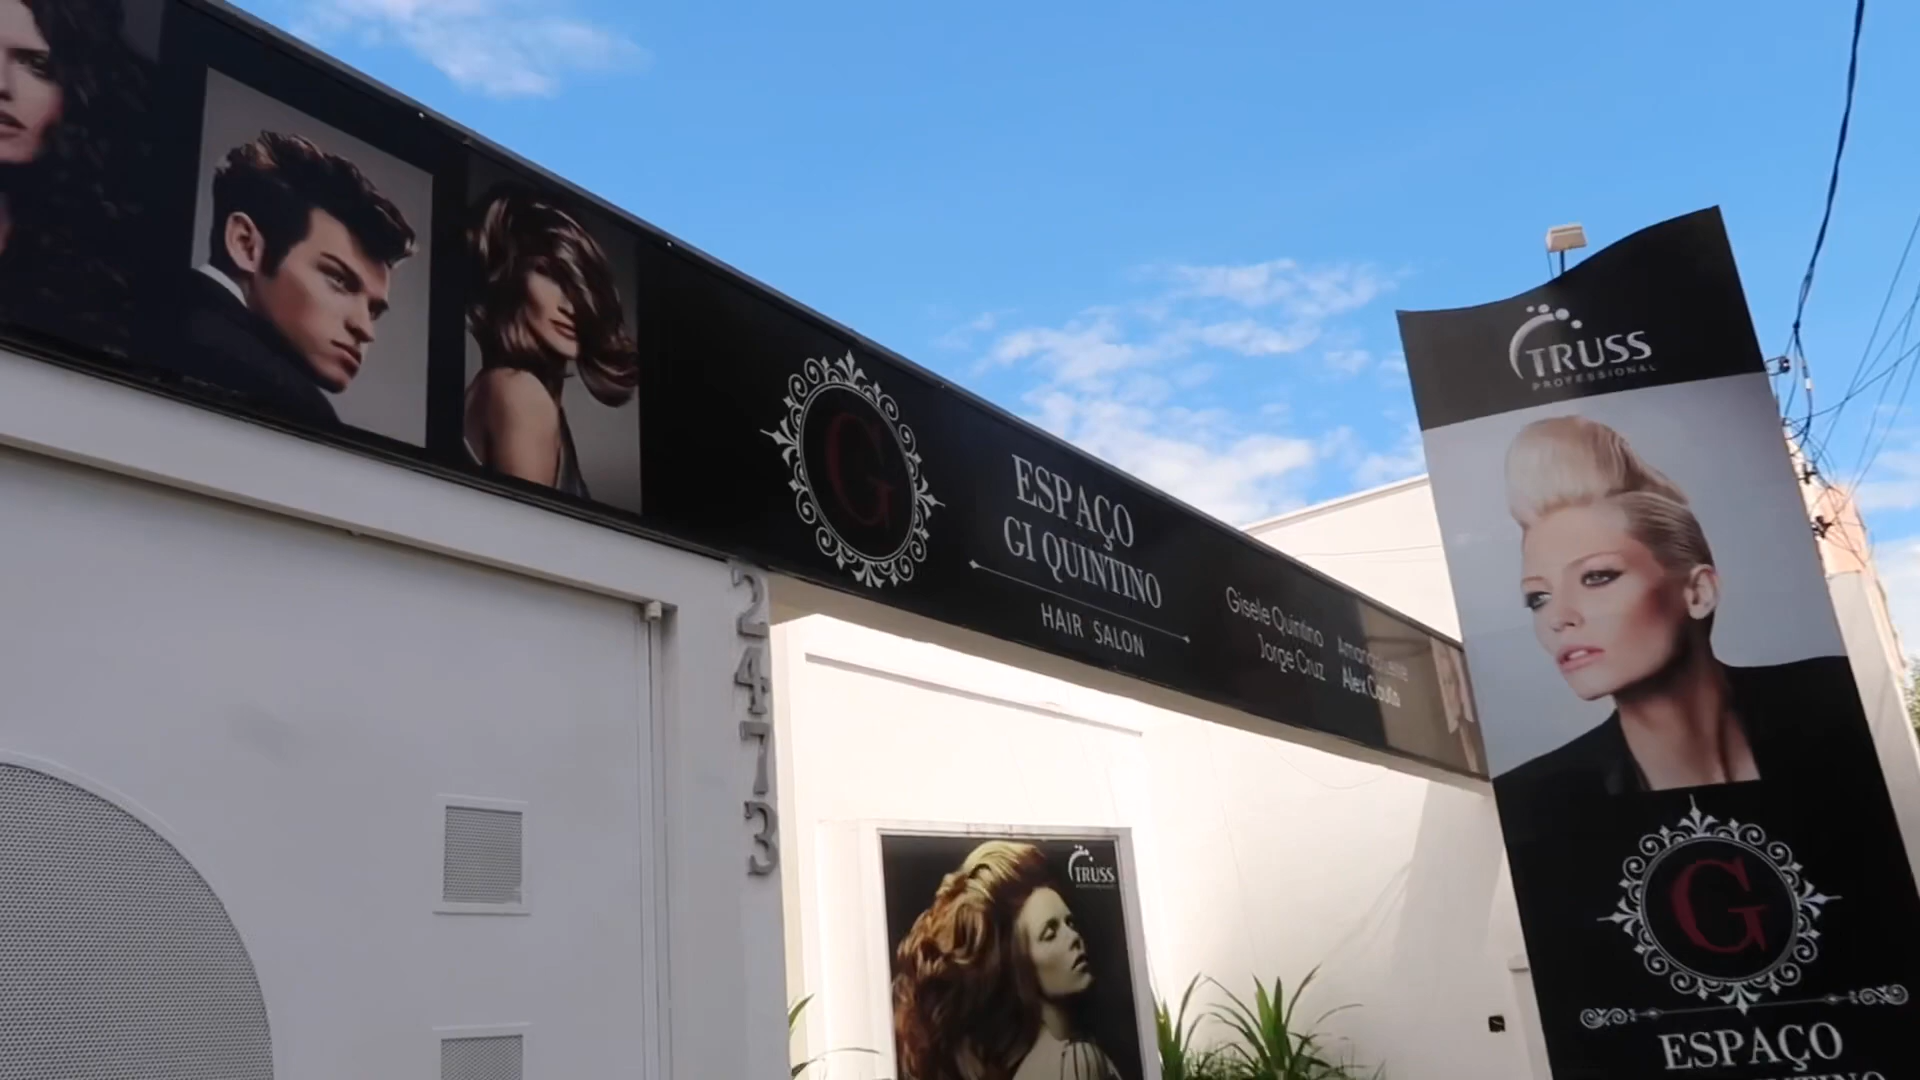 G
ESPAÇO
GI QUINTINO
HAIR SALON
Gisele Quintino
Jorge Cruz
Alex Couto
2473
TRUSS
PROFESSIONAL
TRUSS
G
ESPAÇO